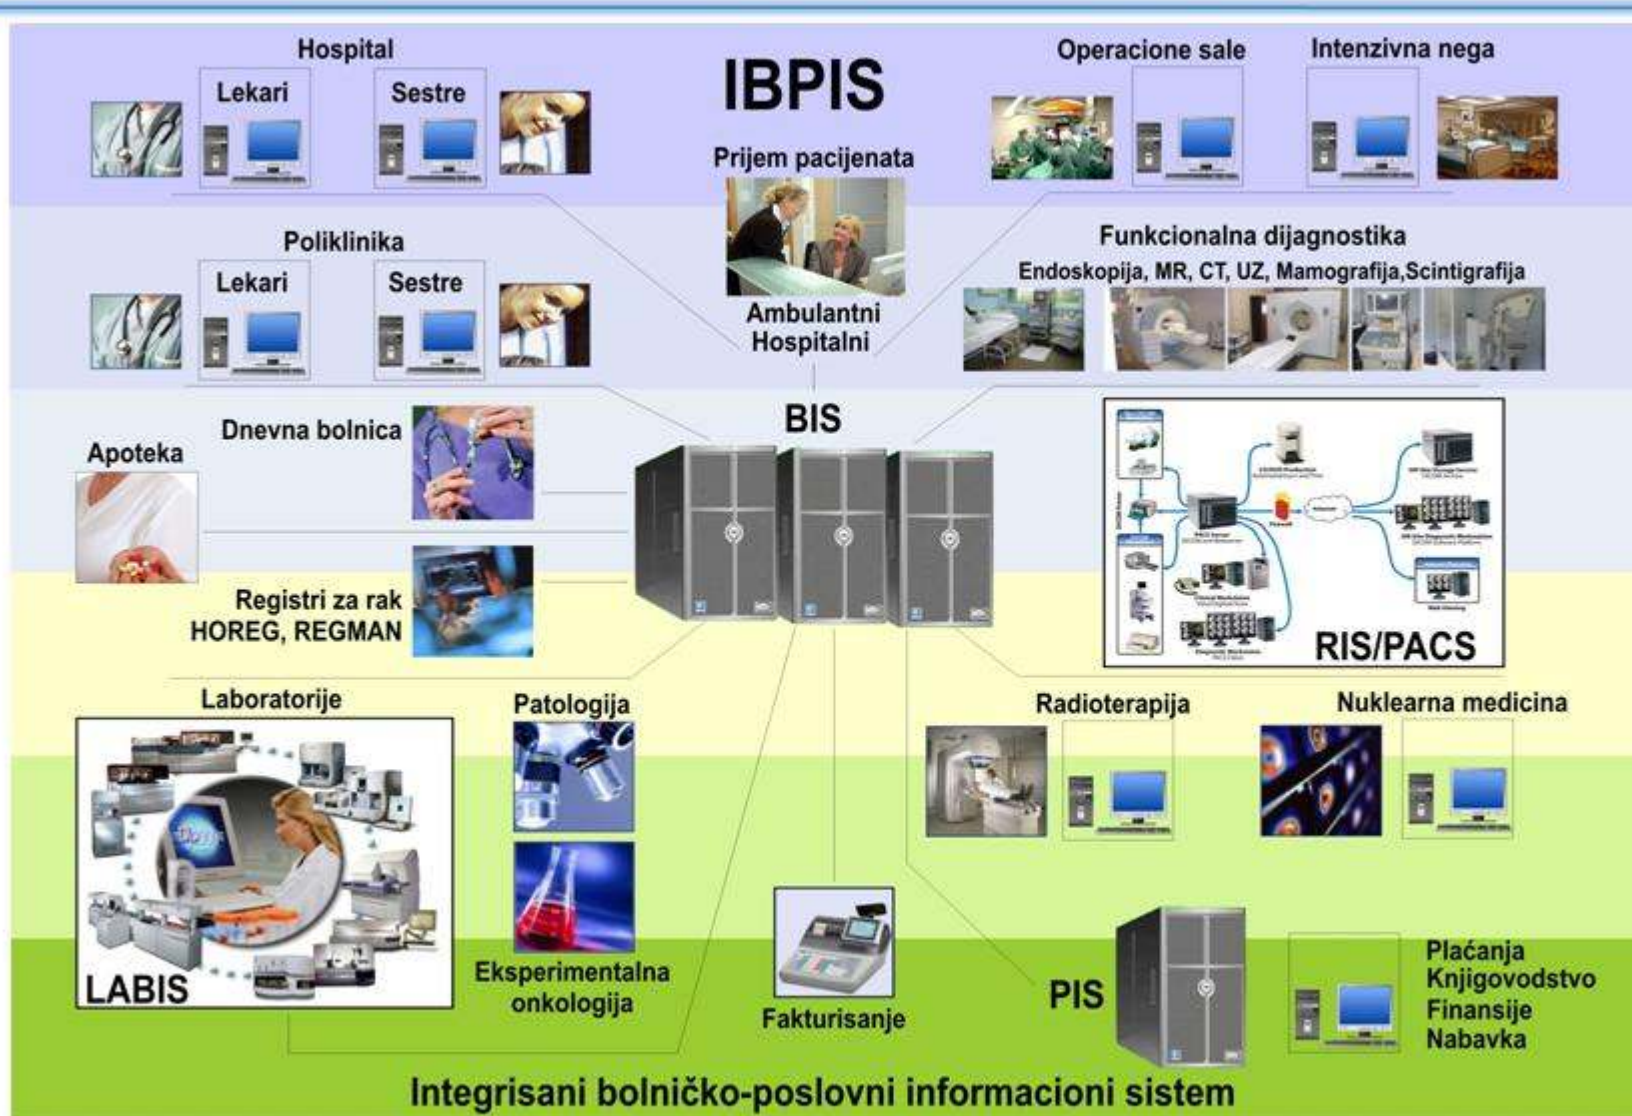 IBPIS
Hospital
Lekari
Sestre
Operacione sale
Intenzivna nega
Prijem pacijenata
Ambulantni
Hospitalni
Poliklinika
Lekari
Sestre
Funkcionalna dijagnostika
Endoskopija, MR, CT, UZ, Mamografija,Scintigrafija
BIS
Dnevna bolnica
Apoteka
Registri za rak
HOREG, REGMAN
RIS/PACS
Laboratorije
LABIS
Patologija
Eksperimentalna
onkologija
Fakturisanje
Radioterapija
Nuklearna medicina
PIS
Plaćanja
Knjigovodstvo
Finansije
Nabavka
Integrisani bolničko-poslovni informacioni sistem